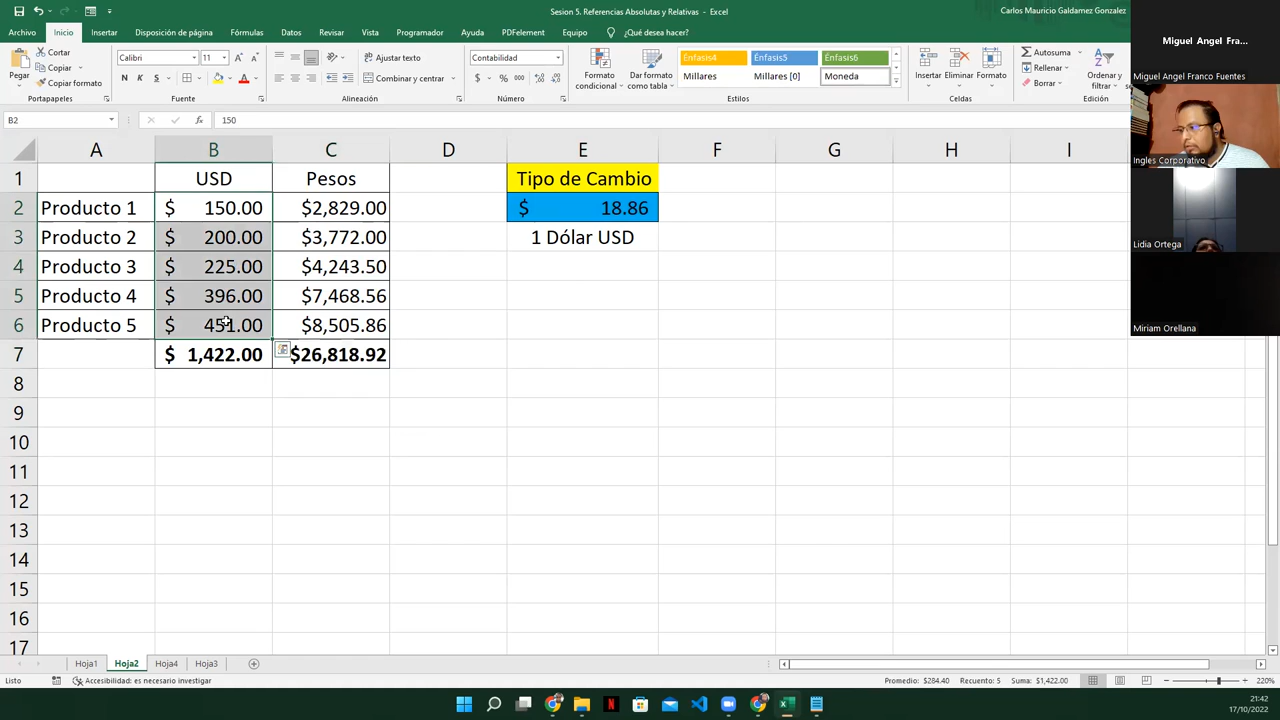 Sesion 5. Referencias Absolutas y Relativas - Excel
Carlos Mauricio Galdamez Gonzalez
Archivo Inicio Insertar Disposición de página Fórmulas Datos Revisar Vista Programador Ayuda PDFelement Equipo ¿Qué desea hacer?
Pegar
Cortar
Copiar
Copiar formato
Portapapeles
Calibri 11
N K S
Fuente
Ajustar texto
Combinar y centrar
Alineación
Contabilidad
$ % 000
Número
Formato condicional
Dar formato como tabla
Énfasis4 Énfasis5 Énfasis6
Millares Millares [0] Moneda
Estilos
Insertar Eliminar Formato
Celdas
Autosuma
Rellenar
Borrar
Ordenar y filtrar
Edición
B2 fx 150
A B C D E F G H I
1 USD Pesos Tipo de Cambio
2 Producto 1 $ 150.00 $2,829.00 $ 18.86
3 Producto 2 $ 200.00 $3,772.00 1 Dólar USD
4 Producto 3 $ 225.00 $4,243.50
5 Producto 4 $ 396.00 $7,468.56
6 Producto 5 $ 451.00 $8,505.86
7 $ 1,422.00 $26,818.92
8
9
10
11
12
13
14
15
16
17
Hoja1 Hoja2 Hoja4 Hoja3
Listo Accesibilidad: es necesario investigar Promedio: $284.40 Recuento: 5 Suma: $1,422.00 220%
21:42
17/10/2022
Miguel Angel Fra...
Miguel Angel Franco Fuentes
Ingles Corporativo
Lidia Ortega
Miriam Orellana